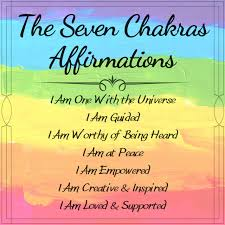 The Seven Chakras
Affirmations
I Am One With the Universe
I Am Guided
I Am Worthy of Being Heard
I Am at Peace
I Am Empowered
I Am Creative & Inspired
I Am Loved & Supported